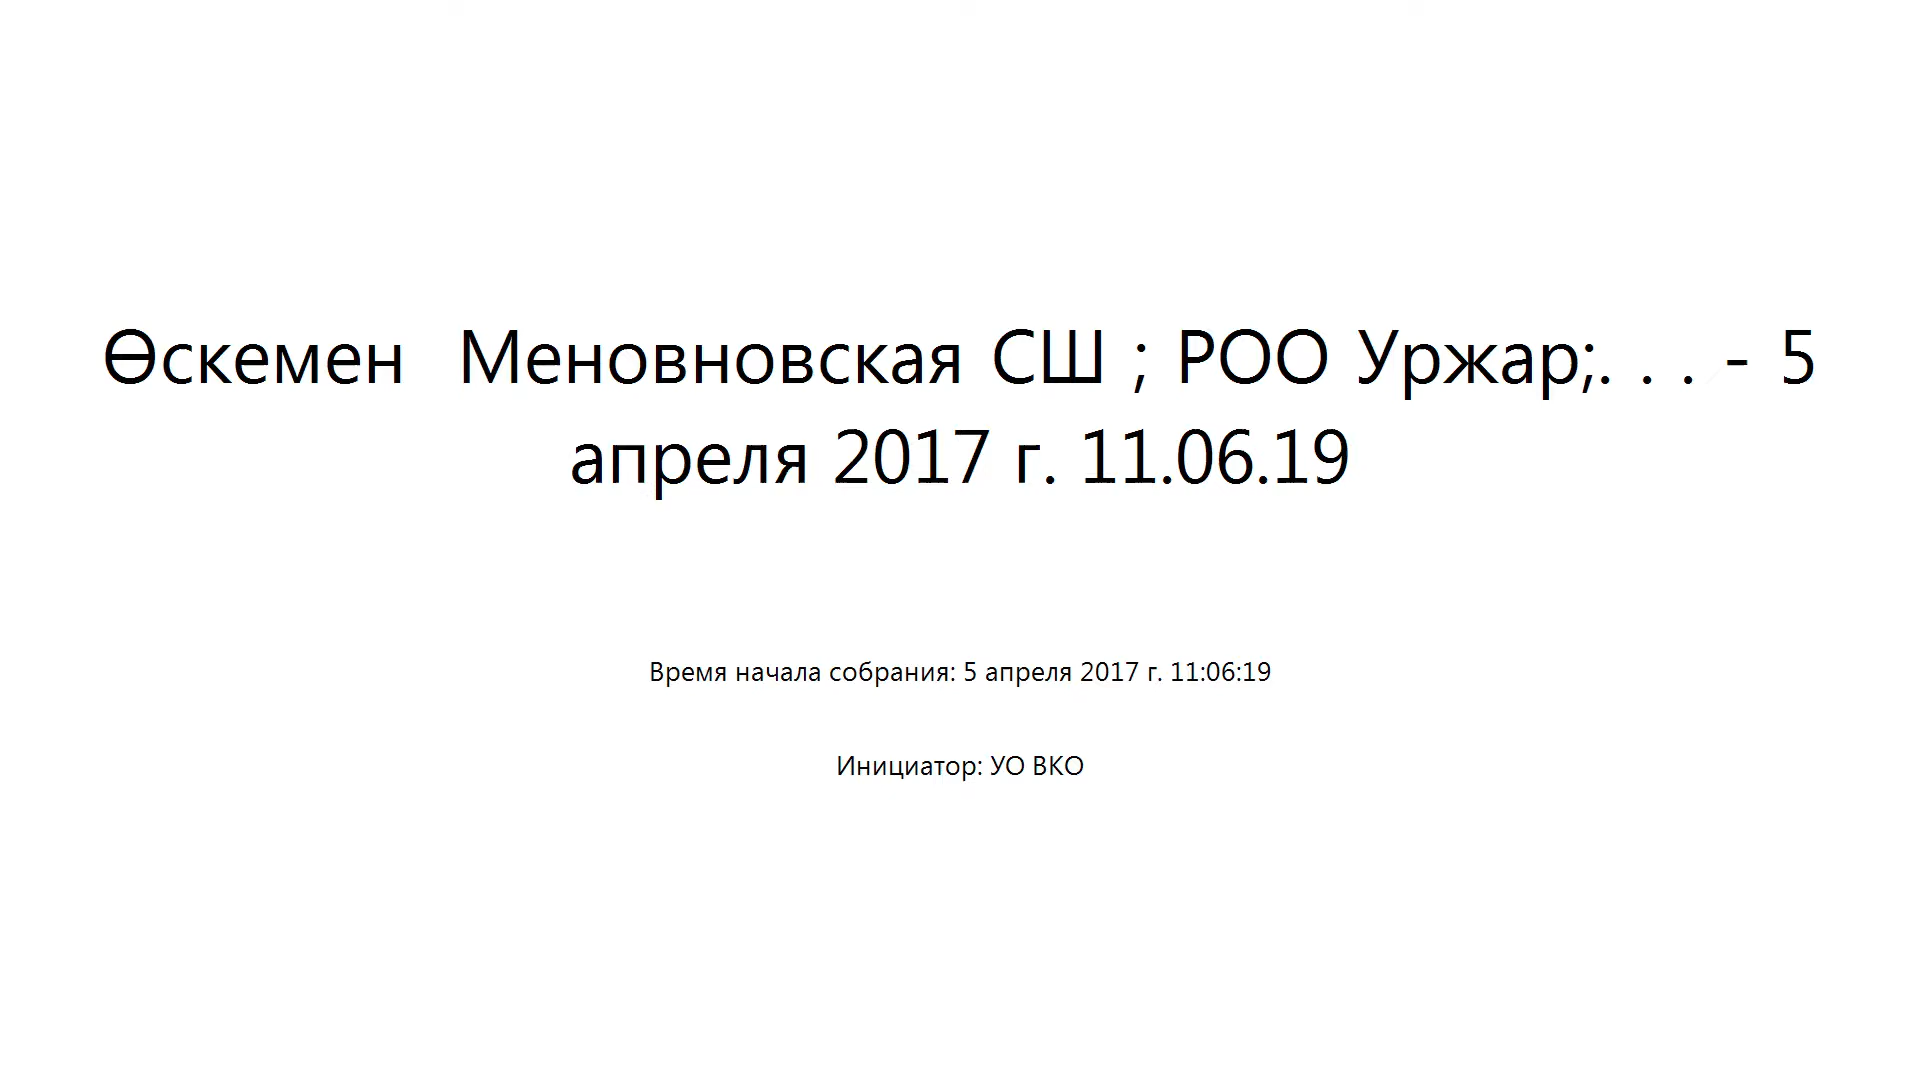 Өскемен  Меновновская СШ ; РОО Уржар;. . . - 5
апреля 2017 г. 11.06.19
Время начала собрания: 5 апреля 2017 г. 11:06:19
Инициатор: УО ВКО